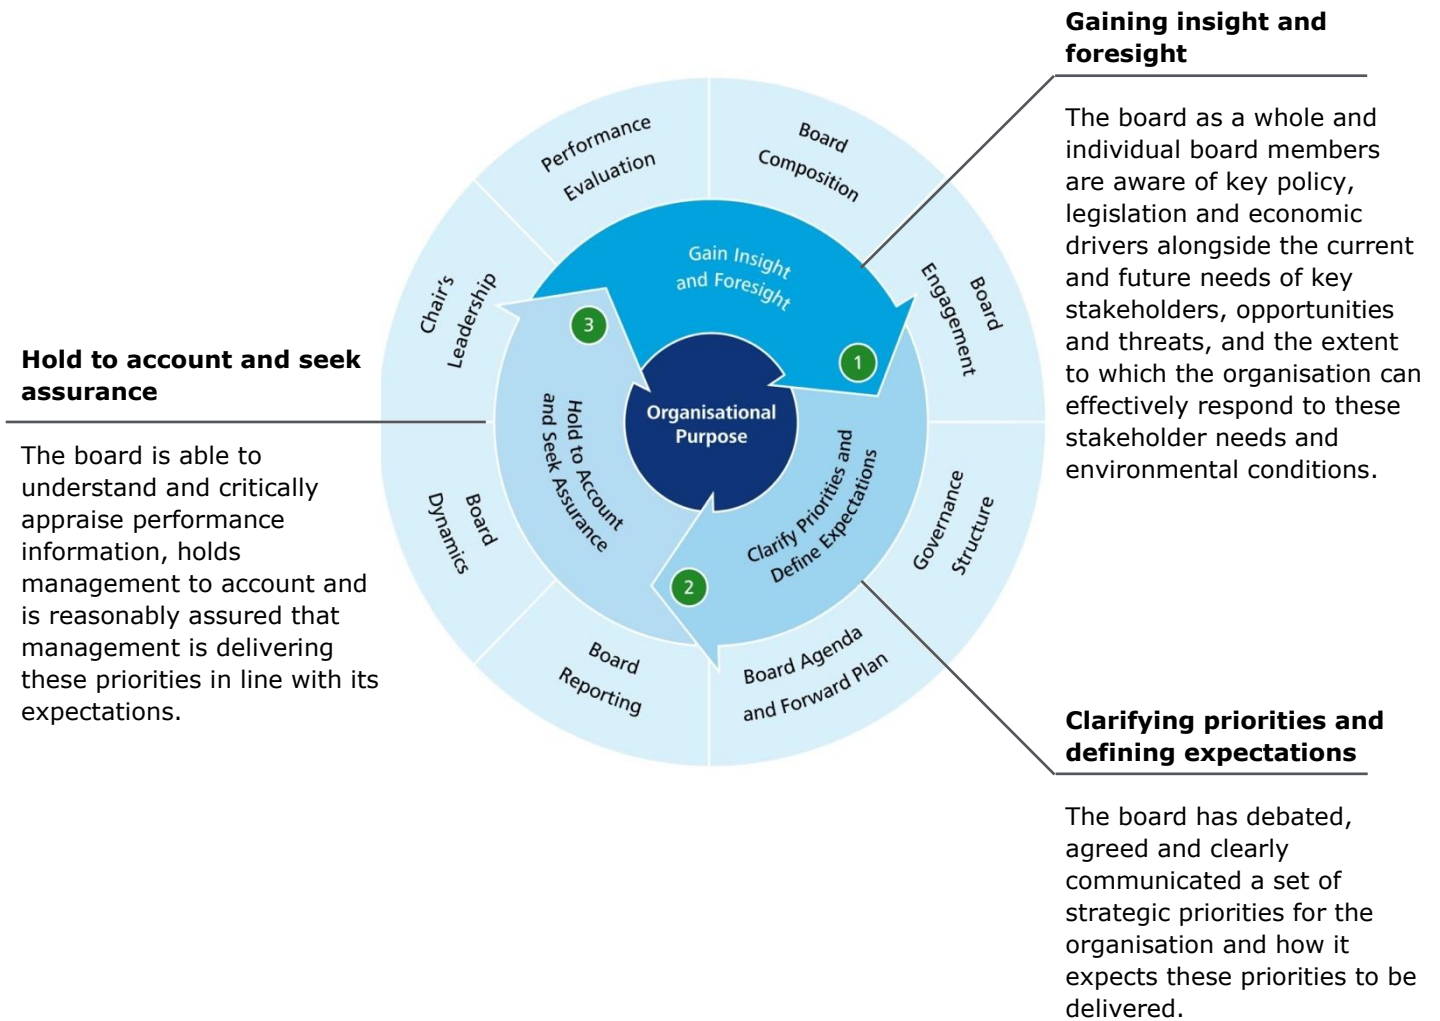 Gaining insight and
foresight
The board as a whole and
individual board members
are aware of key policy,
legislation and economic
drivers alongside the current
and future needs of key
stakeholders, opportunities
and threats, and the extent
to which the organisation can
effectively respond to these
stakeholder needs and
environmental conditions.
Performance
Evaluation
Board
Composition
Board
Engagement
Governance
Structure
Board Agenda
and Forward Plan
Board
Reporting
Board
Dynamics
Chair's
Leadership
Gain Insight
and Foresight
1
Clarify Priorities and
Define Expectations
2
Hold to Account
and Seek Assurance
3
Organisational
Purpose
Hold to account and seek
assurance
The board is able to
understand and critically
appraise performance
information, holds
management to account and
is reasonably assured that
management is delivering
these priorities in line with its
expectations.
Clarifying priorities and
defining expectations
The board has debated,
agreed and clearly
communicated a set of
strategic priorities for the
organisation and how it
expects these priorities to be
delivered.